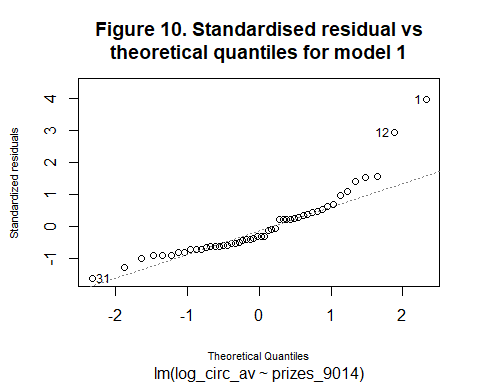 Figure 10. Standardised residual vs
theoretical quantiles for model 1
Standardized residuals
4
3
2
1
0
-1
1
12
31
-2
-1
0
1
2
Theoretical Quantiles
lm(log_circ_av ~ prizes_9014)